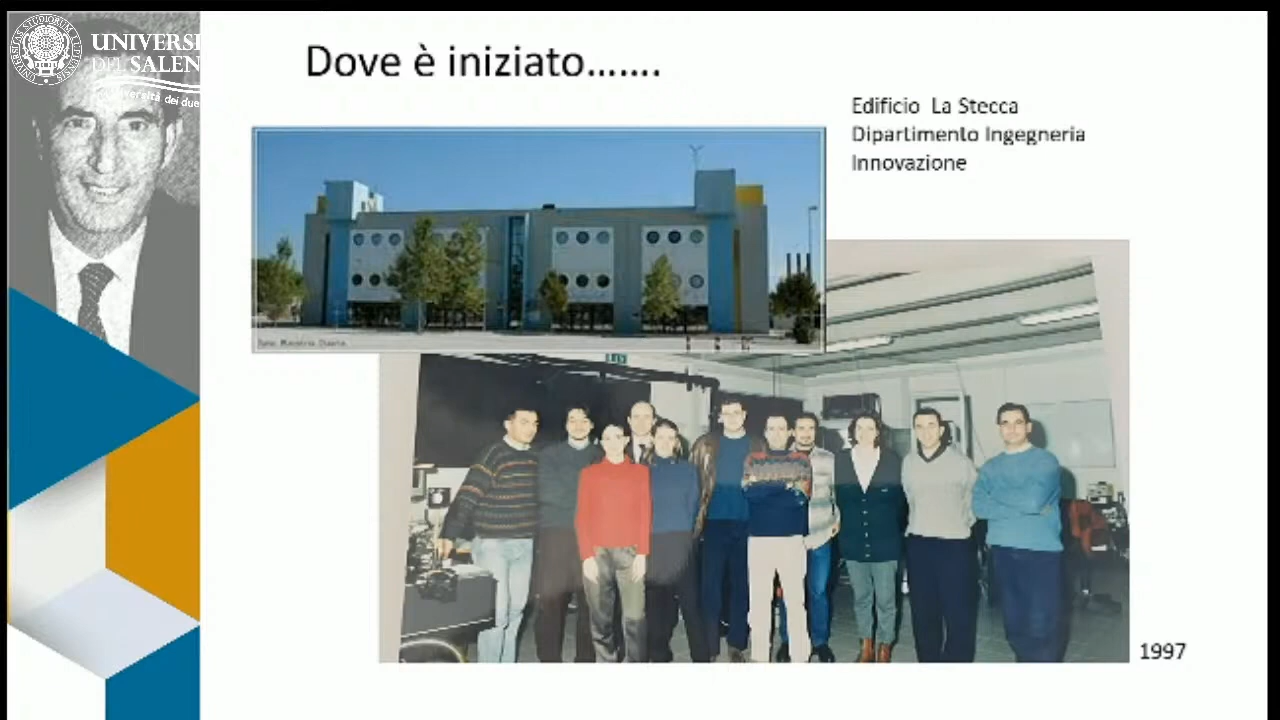 UNIVERSI
DEL SALEN
Dove è iniziato.......
Edificio La Stecca
Dipartimento Ingegneria
Innovazione
1997